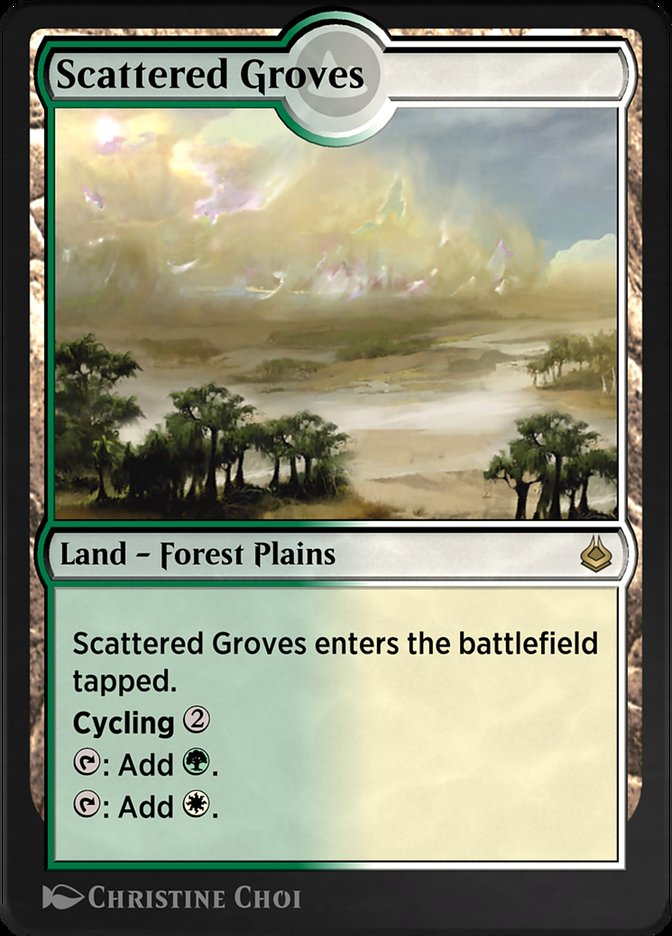 Scattered Groves
Land – Forest Plains
Scattered Groves enters the battlefield
tapped.
Cycling 2
: Add .
: Add .
Christine Choi